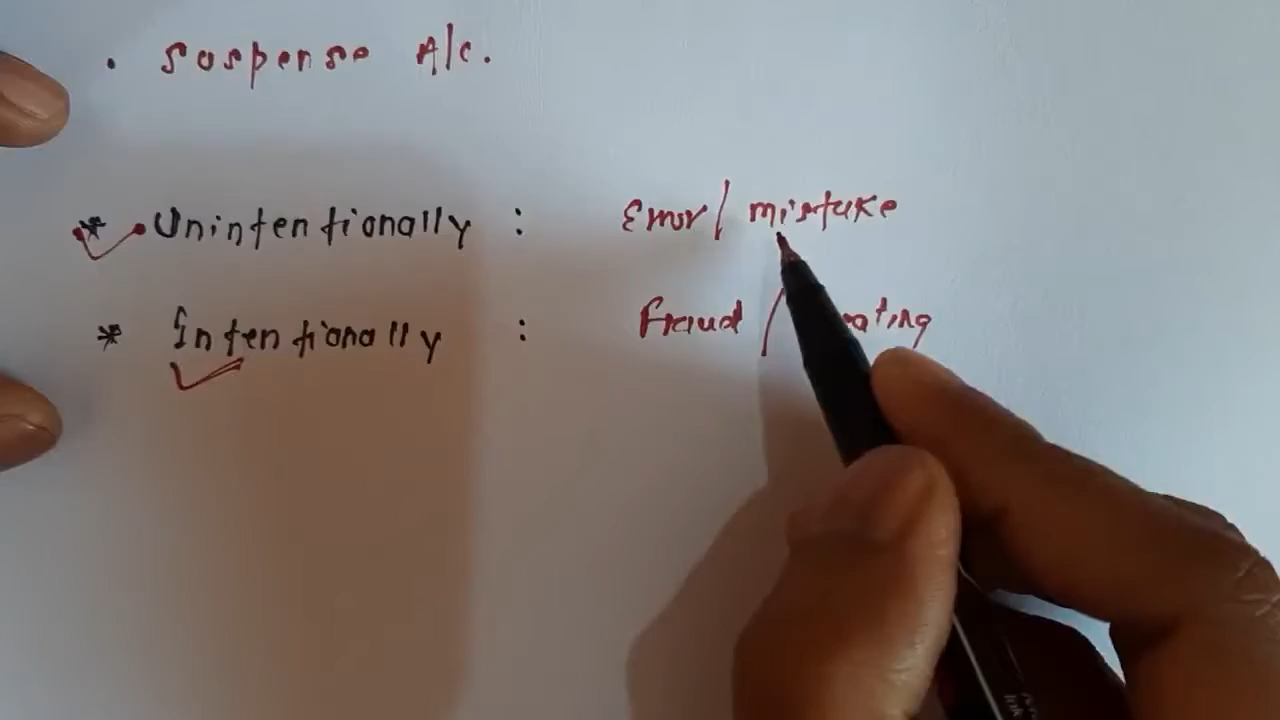 . Suspense A/c.
* Unintentionally : Error/ mistake
* Intentionally : Fraud /